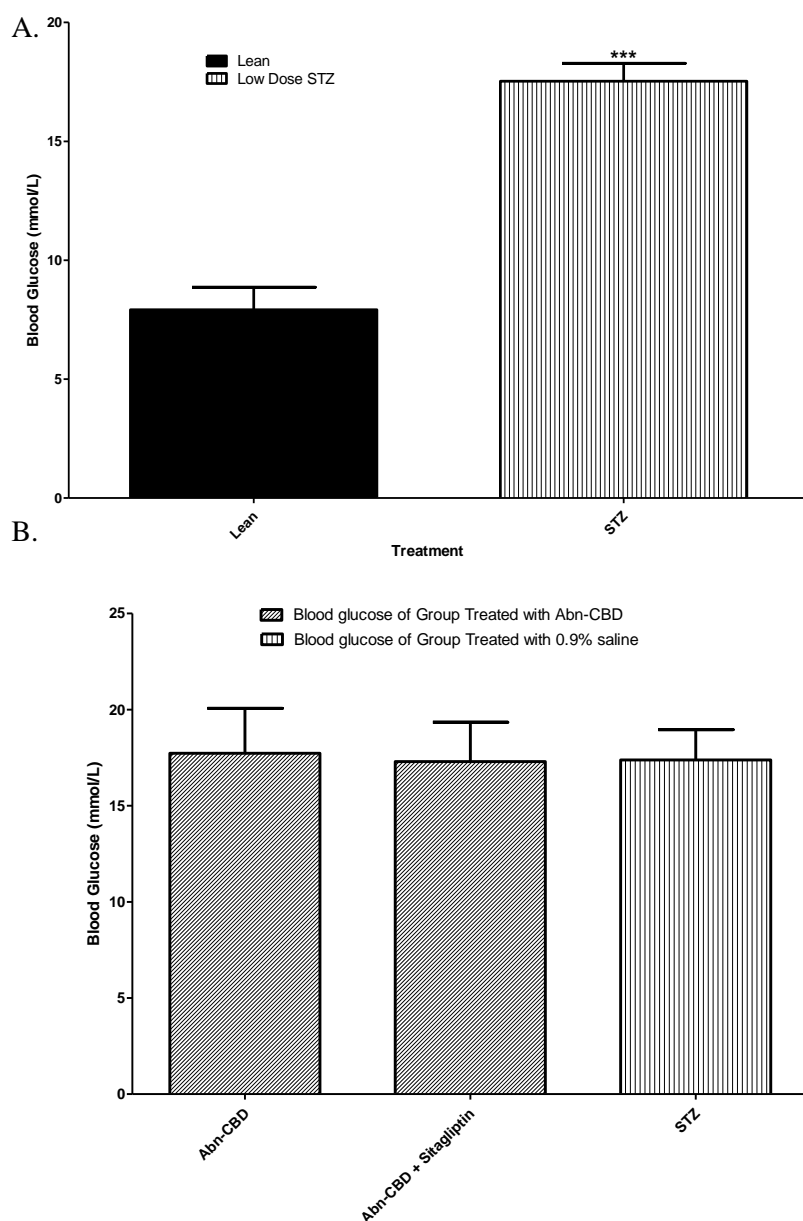 A.
20
***
Lean
Low Dose STZ
15
Blood Glucose (mmol/L)
10
5
0
Lean
STZ
Treatment
B.
25
Blood glucose of Group Treated with Abn-CBD
Blood glucose of Group Treated with 0.9% saline
20
15
Blood Glucose (mmol/L)
10
5
0
Abn-CBD
Abn-CBD + Sitagliptin
STZ